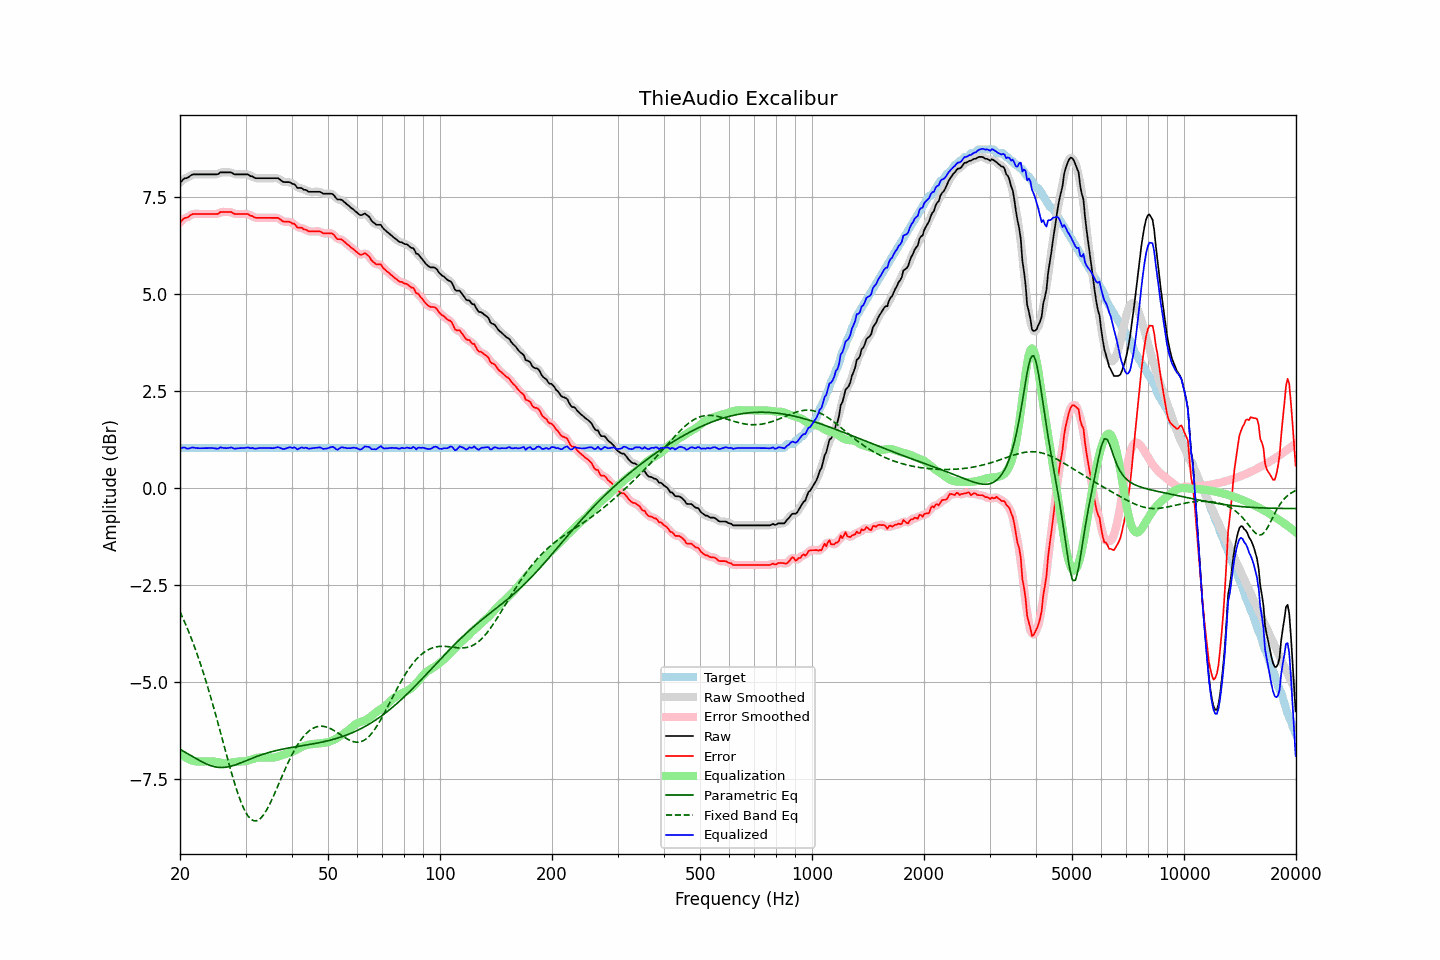 ThieAudio Excalibur
Amplitude (dBr)
7.5
5.0
2.5
0.0
−2.5
−5.0
−7.5
Target
Raw Smoothed
Error Smoothed
Raw
Error
Equalization
Parametric Eq
Fixed Band Eq
Equalized
20 50 100 200 500 1000 2000 5000 10000 20000
Frequency (Hz)